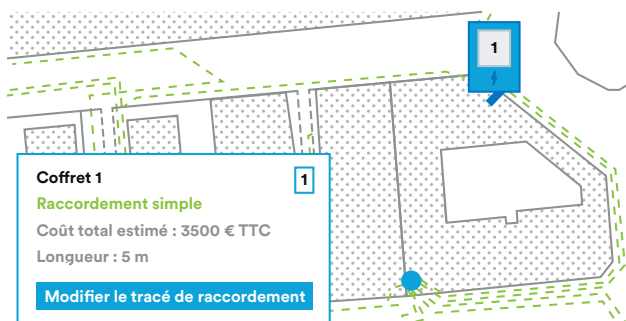 1
Coffret 1
1
Raccordement simple
Coût total estimé : 3500 € TTC
Longueur : 5 m
Modifier le tracé de raccordement